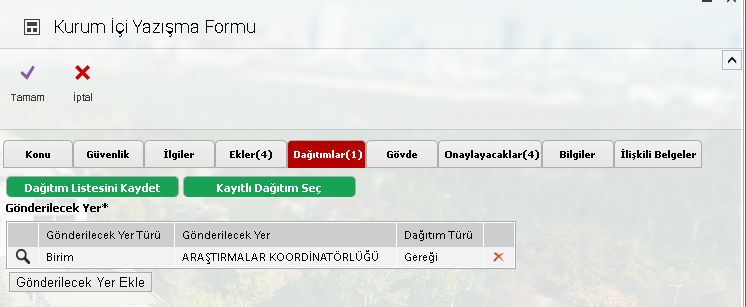 Kurum İçi Yazışma Formu
Tamam İptal
Konu Güvenlik İlgiler Ekler(4) Dağıtımlar(1) Gövde Onaylayacaklar(4) Bilgiler İlişkili Belgeler
Dağıtım Listesini Kaydet Kayıtlı Dağıtım Seç
Gönderilecek Yer*
Gönderilecek Yer Türü Gönderilecek Yer Dağıtım Türü
Birim ARAŞTIRMALAR KOORDİNATÖRLÜĞÜ Gereği
Gönderilecek Yer Ekle